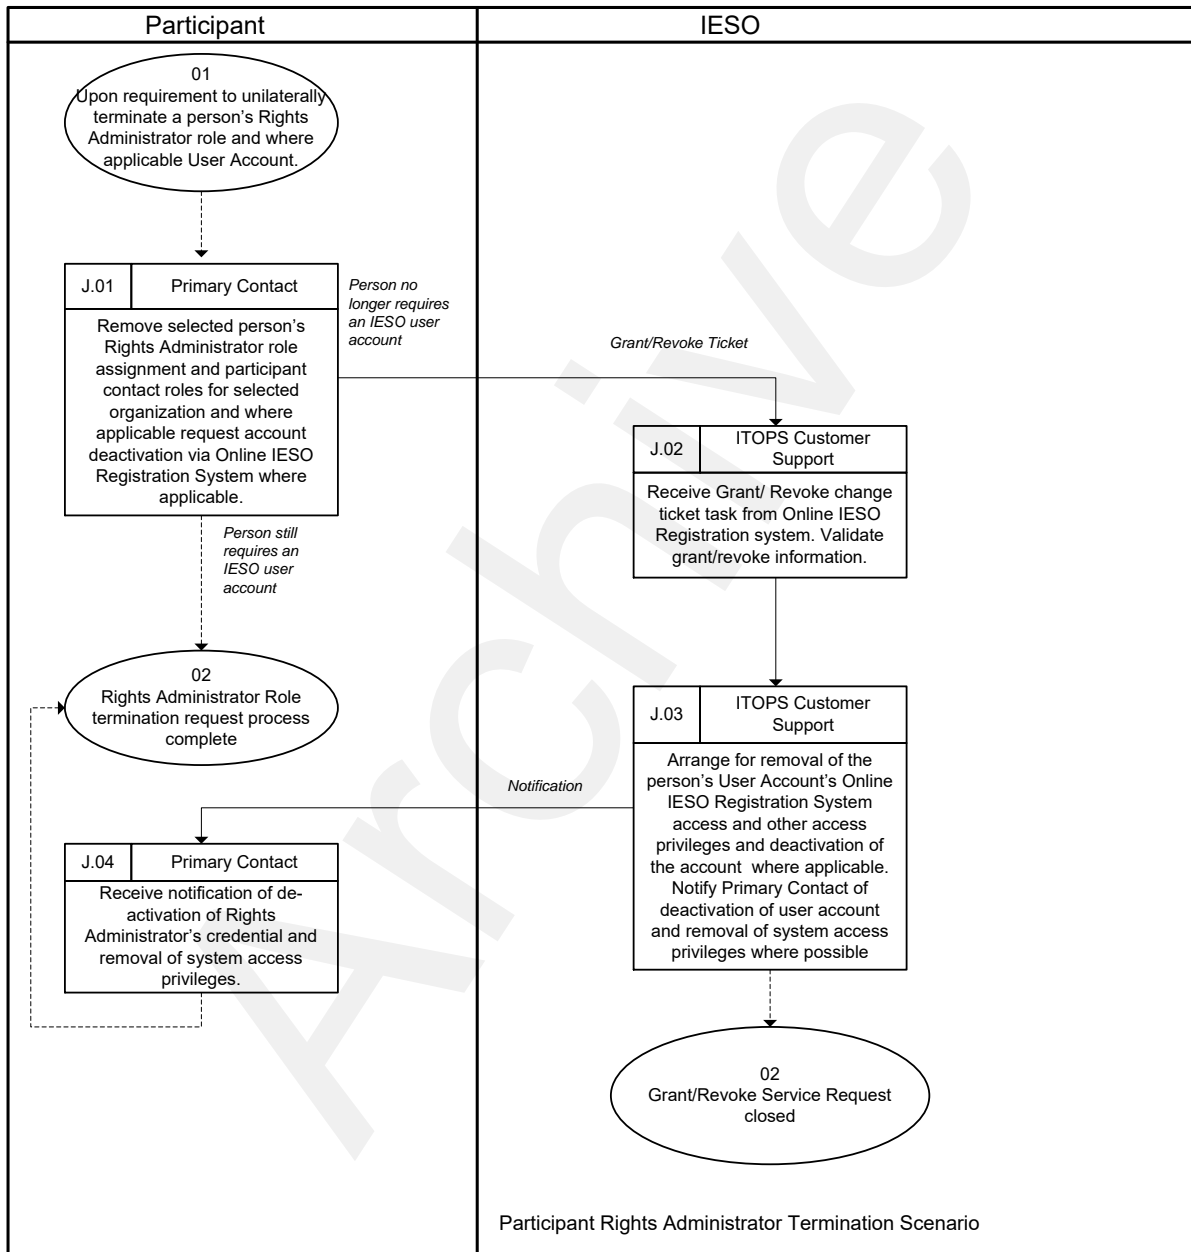 Participant
IESO
01
Upon requirement to unilaterally
terminate a person's Rights
Administrator role and where
applicable User Account.
J.01
Primary Contact
Remove selected person's
Rights Administrator role
assignment and participant
contact roles for selected
organization and where
applicable request account
deactivation via Online IESO
Registration System where
applicable.
Person no
longer requires
an IESO user
account
Grant/Revoke Ticket
J.02
ITOPS Customer
Support
Receive Grant/ Revoke change
ticket task from Online IESO
Registration system. Validate
grant/revoke information.
Person still
requires an
IESO user
account
02
Rights Administrator Role
termination request process
complete
J.03
ITOPS Customer
Support
Arrange for removal of the
person's User Account's Online
IESO Registration System
access and other access
privileges and deactivation of
the account  where applicable.
Notify Primary Contact of
deactivation of user account
and removal of system access
privileges where possible
Notification
J.04
Primary Contact
Receive notification of de-
activation of Rights
Administrator's credential and
removal of system access
privileges.
02
Grant/Revoke Service Request
closed
Participant Rights Administrator Termination Scenario
Archive